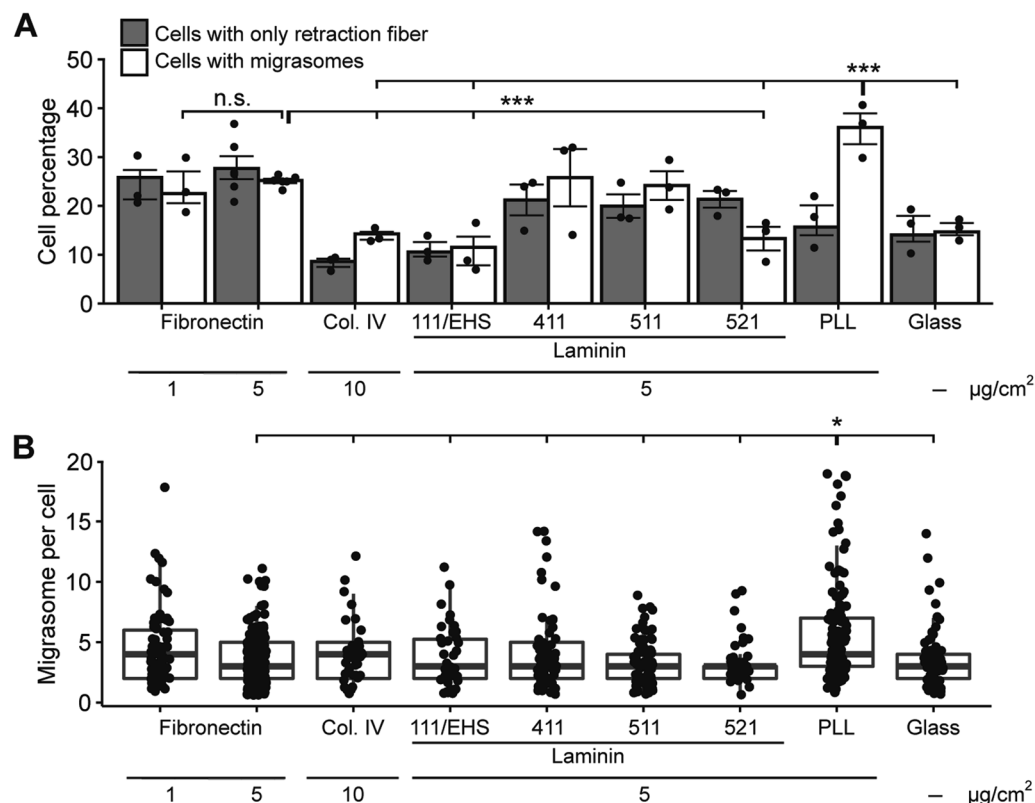 A
Cells with only retraction fiber
Cells with migrasomes
50
40
30
20
10
0
Cell percentage
n.s.
***
***
Fibronectin Col. IV 111/EHS 411 511 521 PLL Glass
Laminin
1 5 10 5 – µg/cm²
B
*
20
15
10
5
0
Migrasome per cell
Fibronectin Col. IV 111/EHS 411 511 521 PLL Glass
Laminin
1 5 10 5 – µg/cm²